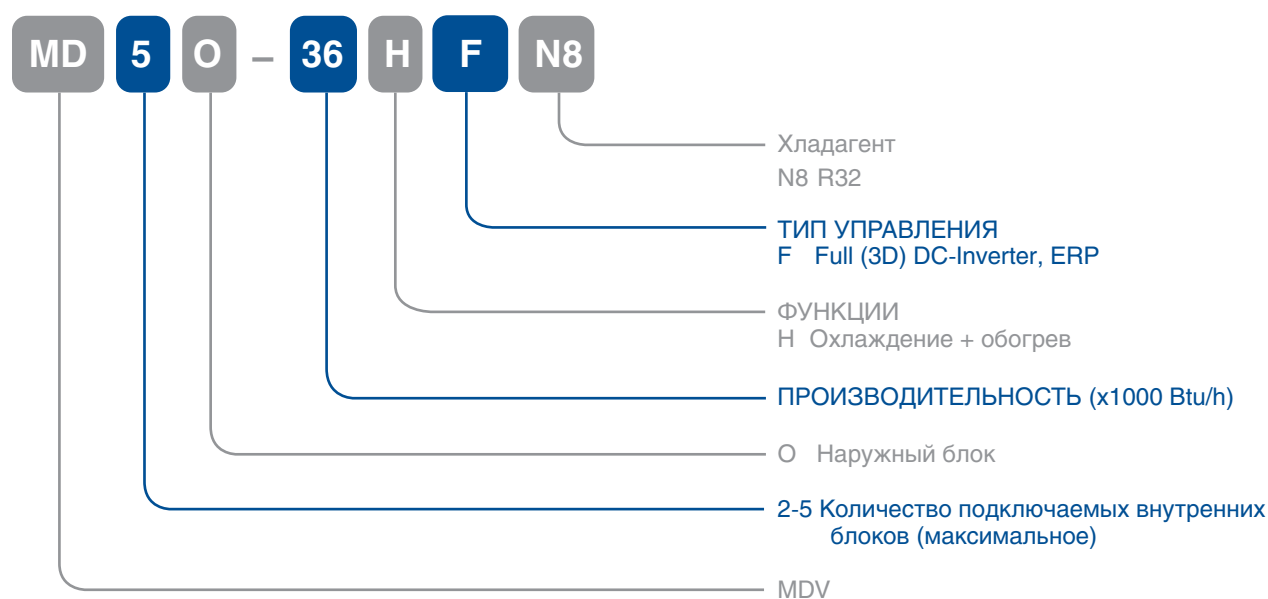 MD 5 O – 36 H F N8
Хладагент
N8 R32
ТИП УПРАВЛЕНИЯ
F Full (3D) DC-Inverter, ERP
ФУНКЦИИ
H Охлаждение + обогрев
ПРОИЗВОДИТЕЛЬНОСТЬ (x1000 Btu/h)
O Наружный блок
2-5 Количество подключаемых внутренних
блоков (максимальное)
MDV